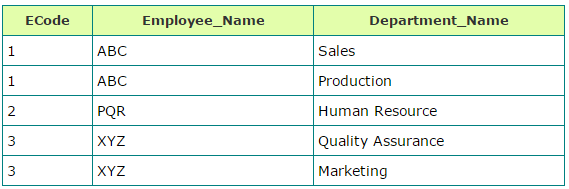 ECode Employee_Name Department_Name
1 ABC Sales
1 ABC Production
2 PQR Human Resource
3 XYZ Quality Assurance
3 XYZ Marketing